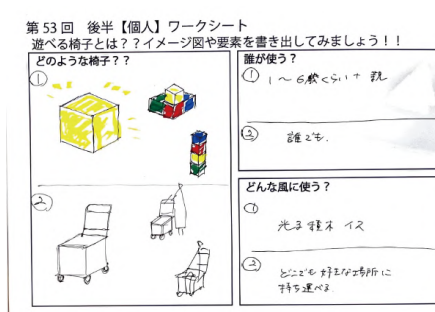 第53回 後半【個人】ワークシート
遊べる椅子とは？？イメージ図や要素を書き出してみましょう！！
どのような椅子？？
①
②
誰が使う？
① 1〜6歳くらい＋親
② 誰でも.
どんな風に使う？
① 光る積木イス
② どこでも好きな場所に
持ち運べる